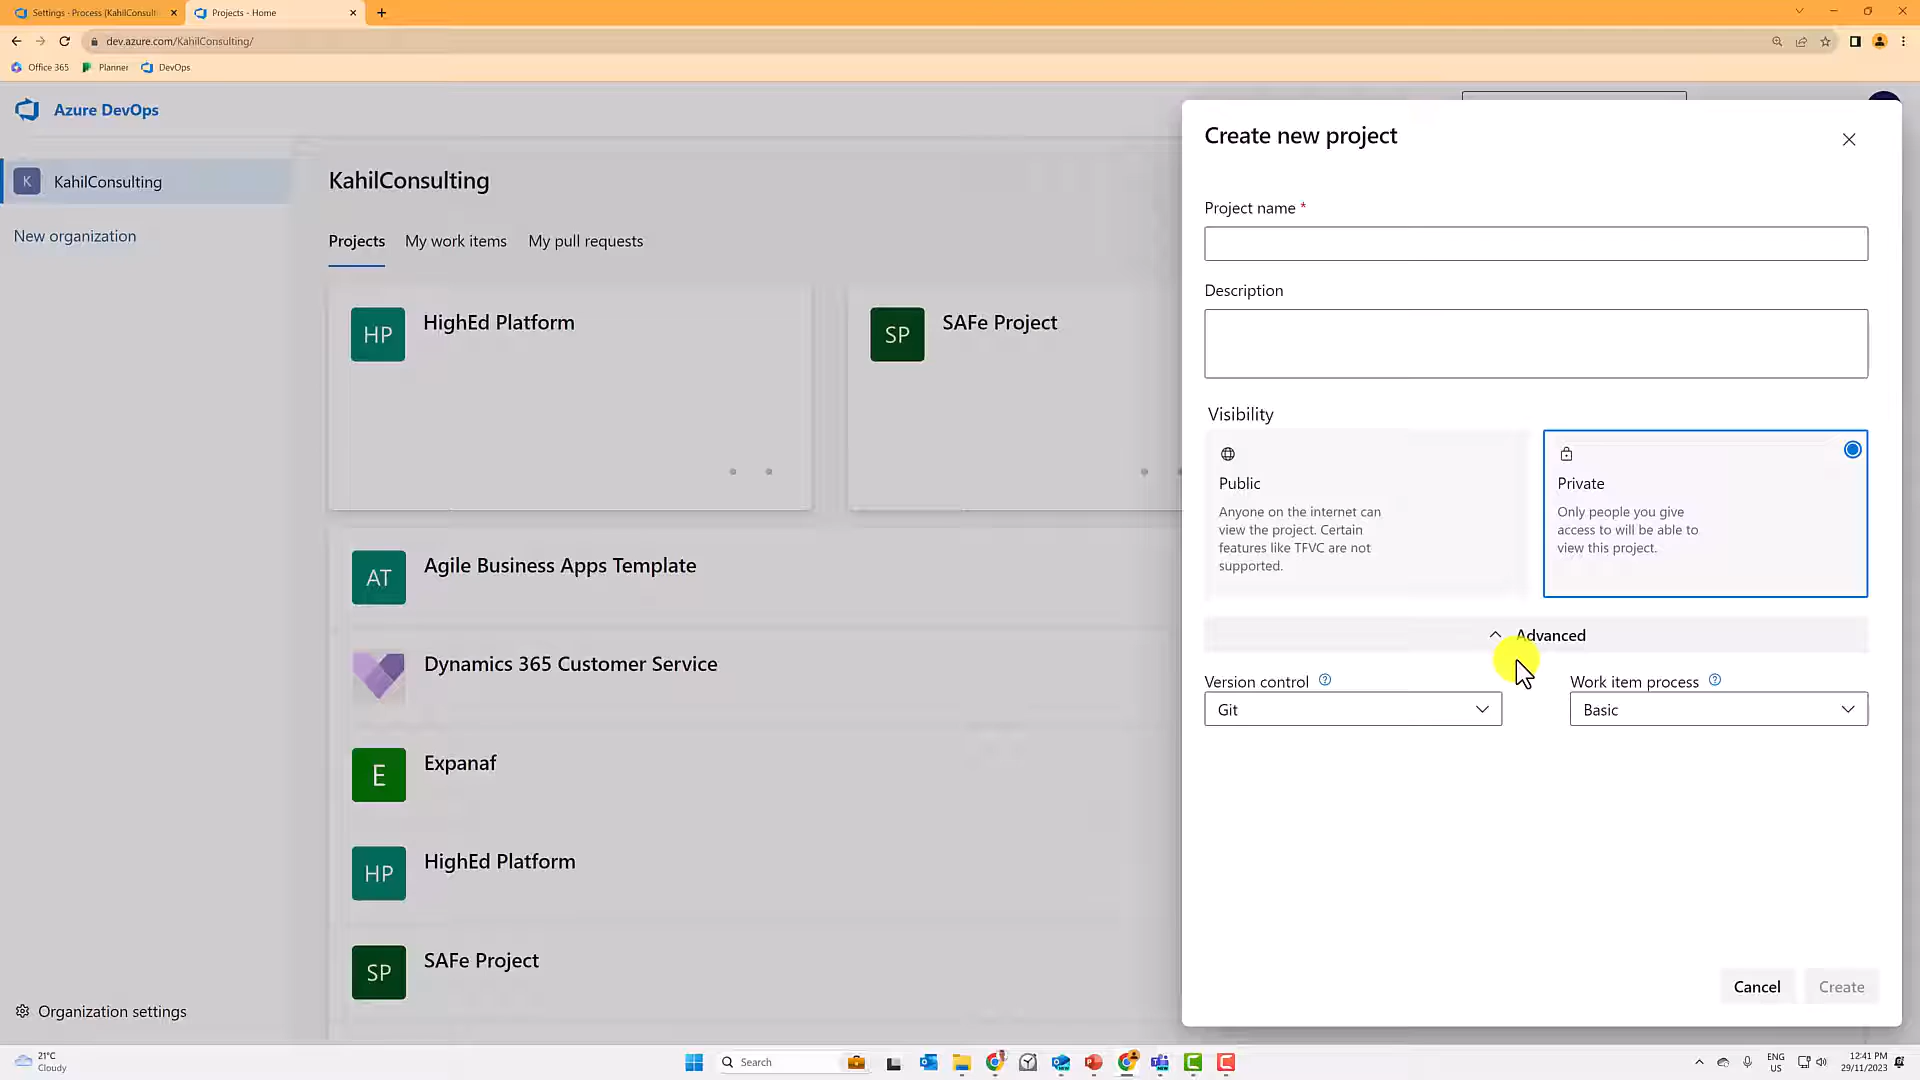 Settings - Process (KahilConsult
Projects - Home
dev.azure.com/KahilConsulting/
Office 365
Planner
DevOps
Azure DevOps
K
KahilConsulting
New organization
KahilConsulting
Projects
My work items
My pull requests
HP
HighEd Platform
SP
SAFe Project
AT
Agile Business Apps Template
Dynamics 365 Customer Service
E
Expanaf
HP
HighEd Platform
SP
SAFe Project
Organization settings
Create new project
Project name *
Description
Visibility
Public
Anyone on the internet can
view the project. Certain
features like TFVC are not
supported.
Private
Only people you give
access to will be able to
view this project.
Advanced
Version control
Git
Work item process
Basic
Cancel
Create
21°C
Cloudy
Search
ENG
US
12:41 PM
29/11/2023